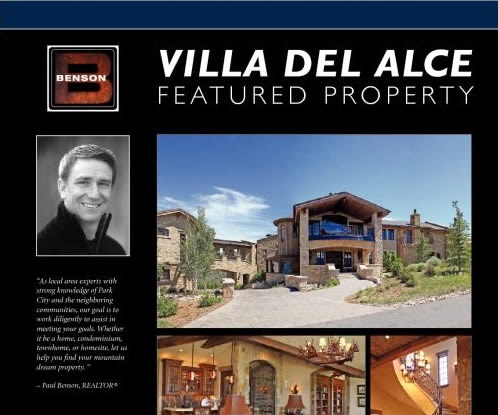 BENSON
VILLA DEL ALCE
FEATURED PROPERTY
"As local area experts with
strong knowledge of Park
City and the neighboring
communities, our goal is to
work diligently to assist in
meeting your goals. Whether
it be a home, condominium,
townhome, or homesite, let us
help you find your mountain
dream property."
– Paul Benson, REALTOR®